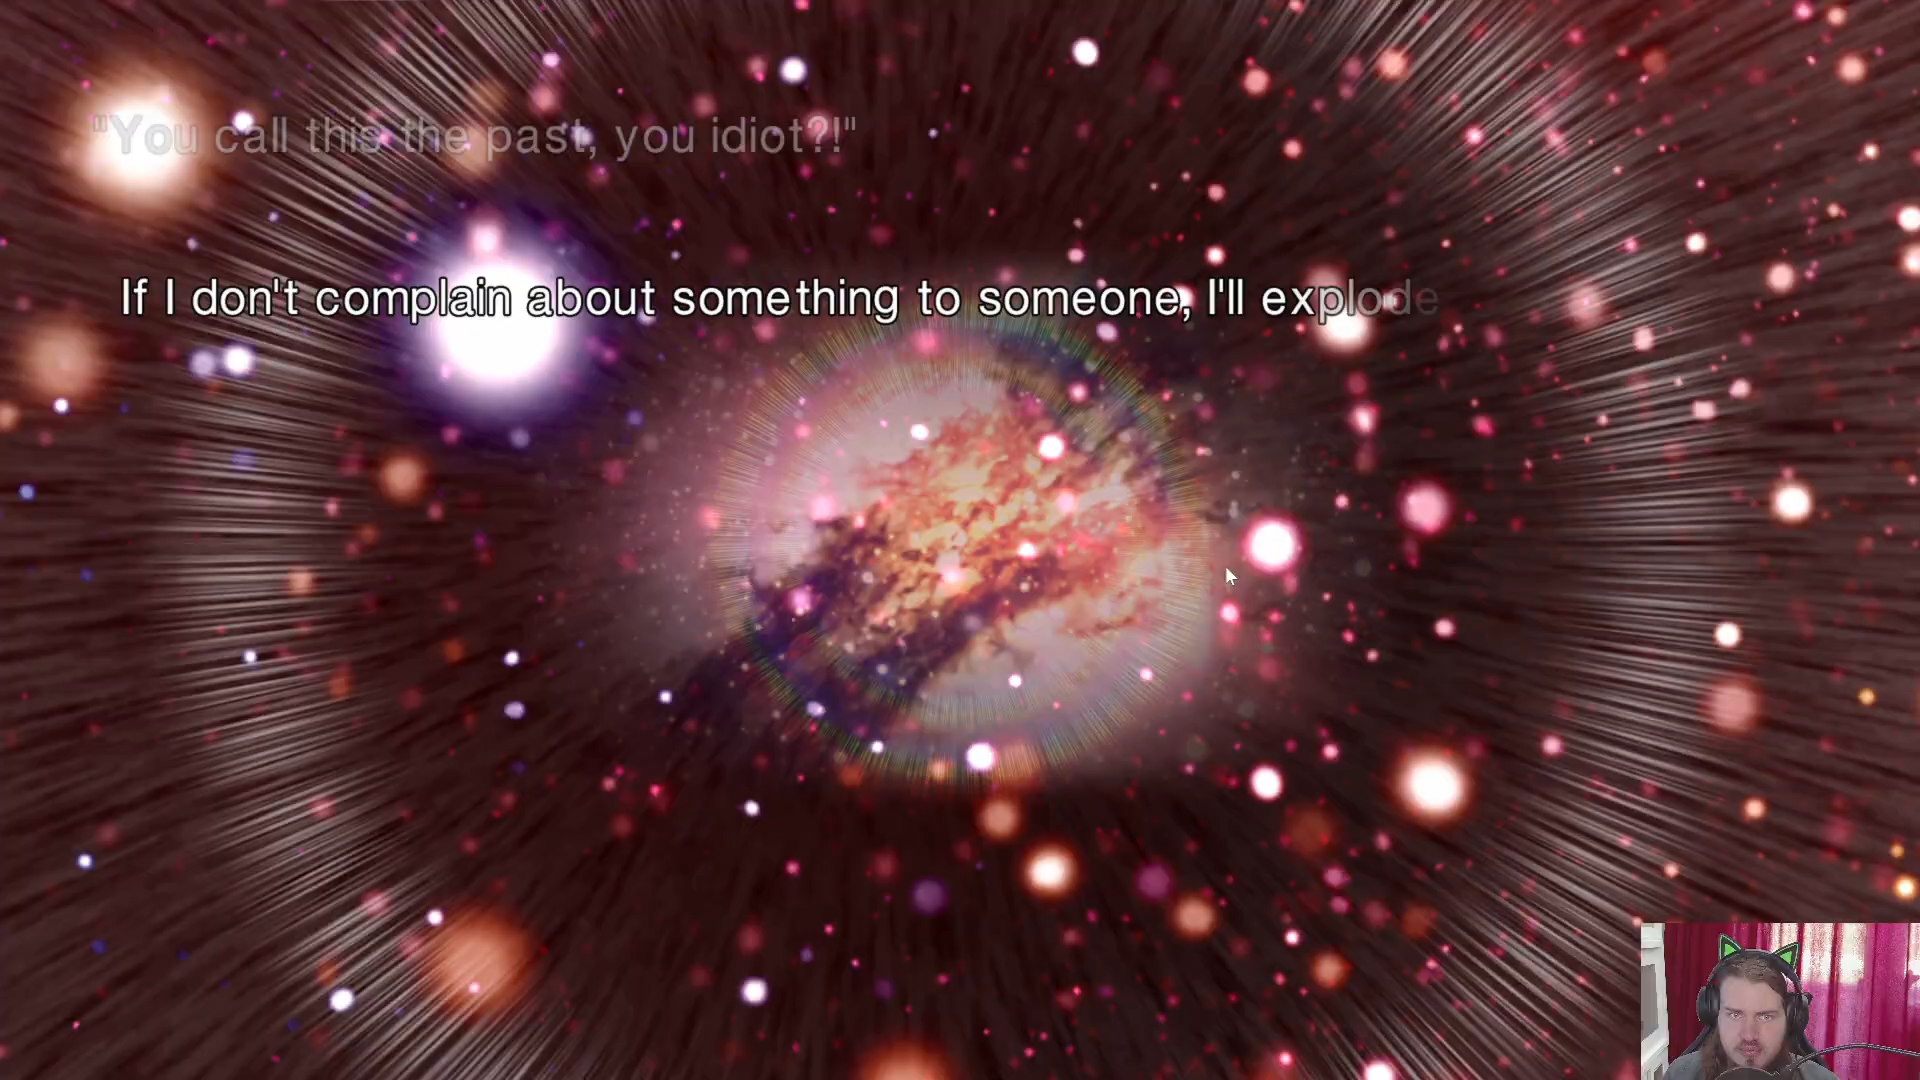 "You call this the past, you idiot?!"
If I don't complain about something to someone, I'll explode